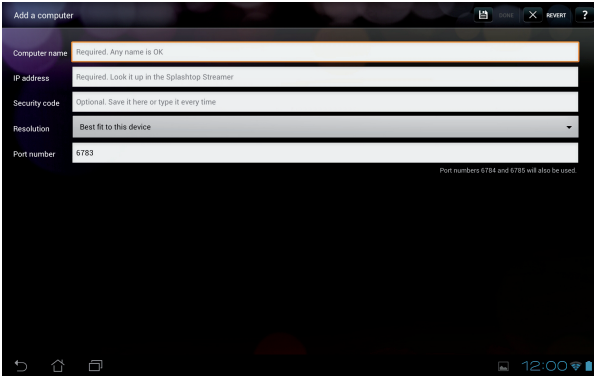 Add a computer
DONE REVERT ?
Computer name Required. Any name is OK
IP address Required. Look it up in the Splashtop Streamer
Security code Optional. Save it here or type it every time
Resolution Best fit to this device
Port number 6783
Port numbers 6784 and 6785 will also be used.
12:00